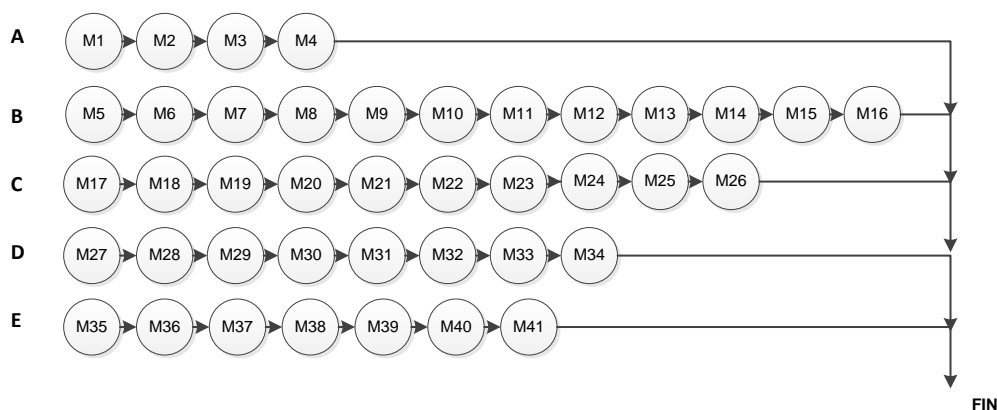 A M1 M2 M3 M4
B M5 M6 M7 M8 M9 M10 M11 M12 M13 M14 M15 M16
C M17 M18 M19 M20 M21 M22 M23 M24 M25 M26
D M27 M28 M29 M30 M31 M32 M33 M34
E M35 M36 M37 M38 M39 M40 M41
FIN